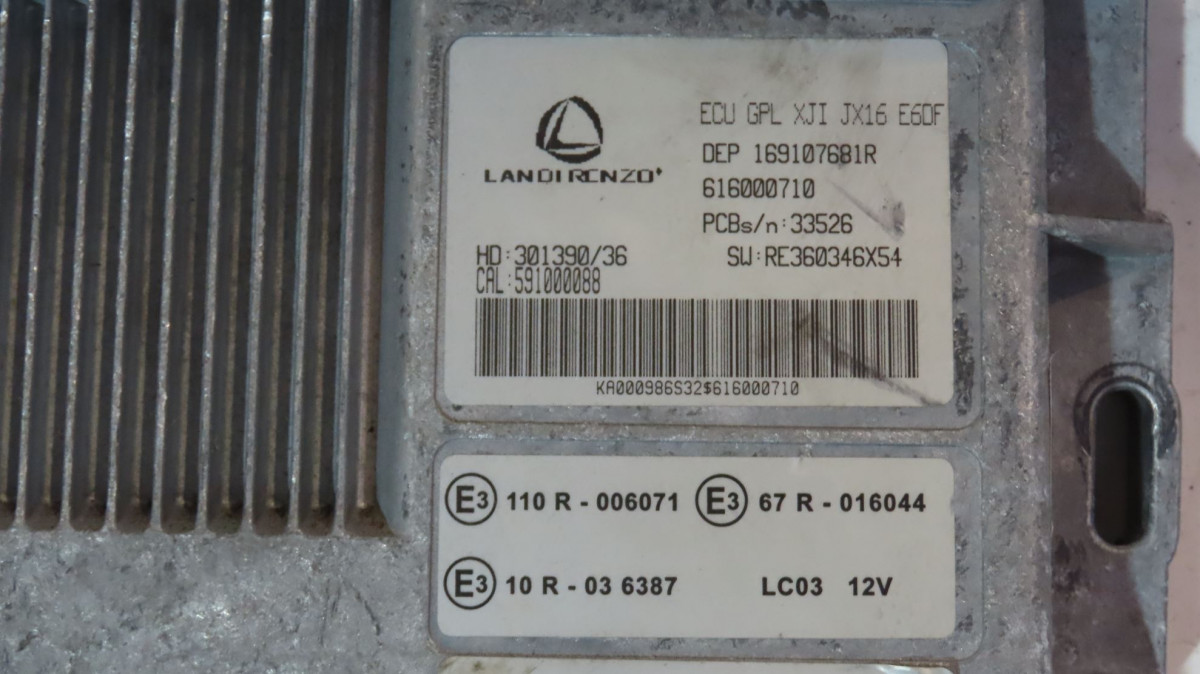 LANDIRENZO
ECU GPL XJI JX16 E6DF
DEP 169107681R
616000710
PCBs/n:33526
HD:301390/36 SW:RE360346X54
CAL:591000088
KA000986S32$616000710
E3 110 R - 006071 E3 67 R - 016044
E3 10 R - 03 6387 LC03 12V